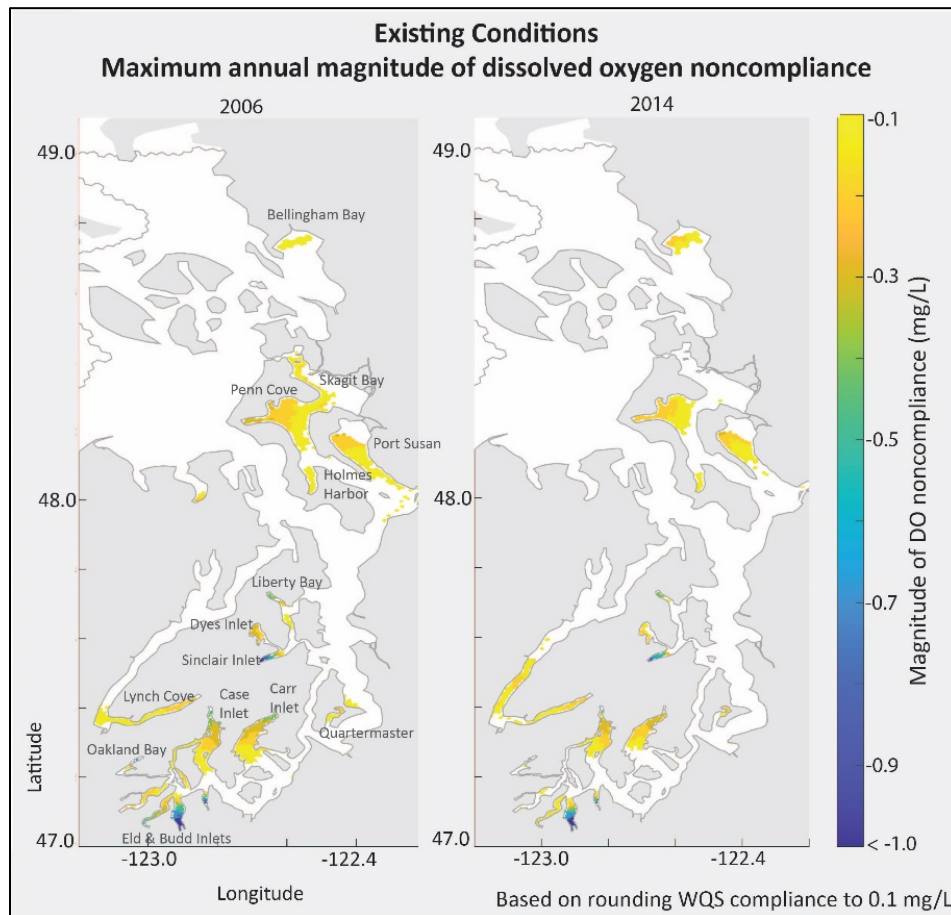 Existing Conditions
Maximum annual magnitude of dissolved oxygen noncompliance
2006
2014
49.0
48.0
47.0
Latitude
-123.0
-122.4
Longitude
Bellingham Bay
Skagit Bay
Penn Cove
Port Susan
Holmes
Harbor
Liberty Bay
Dyes Inlet
Sinclair Inlet
Lynch Cove
Case
Inlet
Carr
Inlet
Quartermaster
Oakland Bay
Eld & Budd Inlets
49.0
48.0
47.0
-123.0
-122.4
-0.1
-0.3
-0.5
-0.7
-0.9
< -1.0
Magnitude of DO noncompliance (mg/L)
Based on rounding WQS compliance to 0.1 mg/L